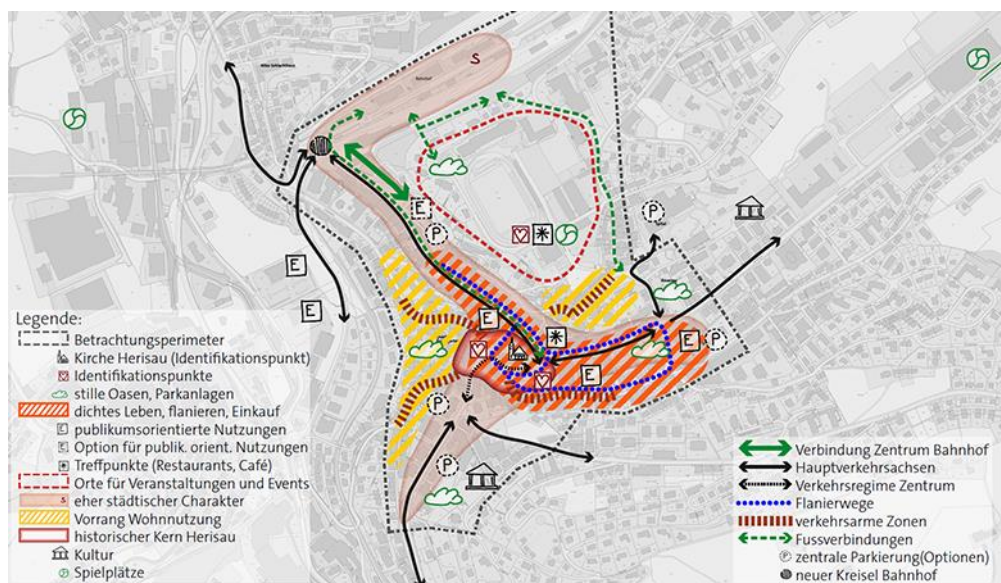 Bahnhof
S
E
P
P
E
E
E
E
P
E
P
P
Legende:
Betrachtungsperimeter
Kirche Herisau (Identifikationspunkt)
Identifikationspunkte
stille Oasen, Parkanlagen
dichtes Leben, flanieren, Einkauf
E publikumsorientierte Nutzungen
E Option für publik. orient. Nutzungen
Treffpunkte (Restaurants, Café)
Orte für Veranstaltungen und Events
S eher städtischer Charakter
Vorrang Wohnnutzung
historischer Kern Herisau
Kultur
Spielplätze
Verbindung Zentrum Bahnhof
Hauptverkehrsachsen
Verkehrsregime Zentrum
Flanierwege
verkehrsarme Zonen
Fussverbindungen
P zentrale Parkierung(Optionen)
neuer Kreisel Bahnhof